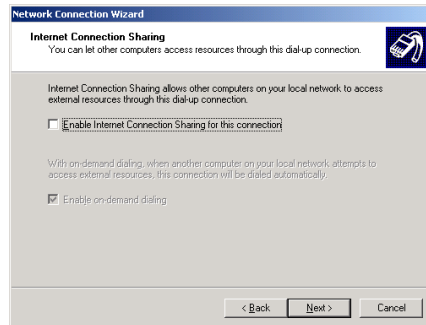 Network Connection Wizard
Internet Connection Sharing
You can let other computers access resources through this dial-up connection.
Internet Connection Sharing allows other computers on your local network to access
external resources through this dial-up connection.
Enable Internet Connection Sharing for this connection
With on-demand dialing, when another computer on your local network attempts to
access external resources, this connection will be dialed automatically.
Enable on-demand dialing
< Back Next > Cancel